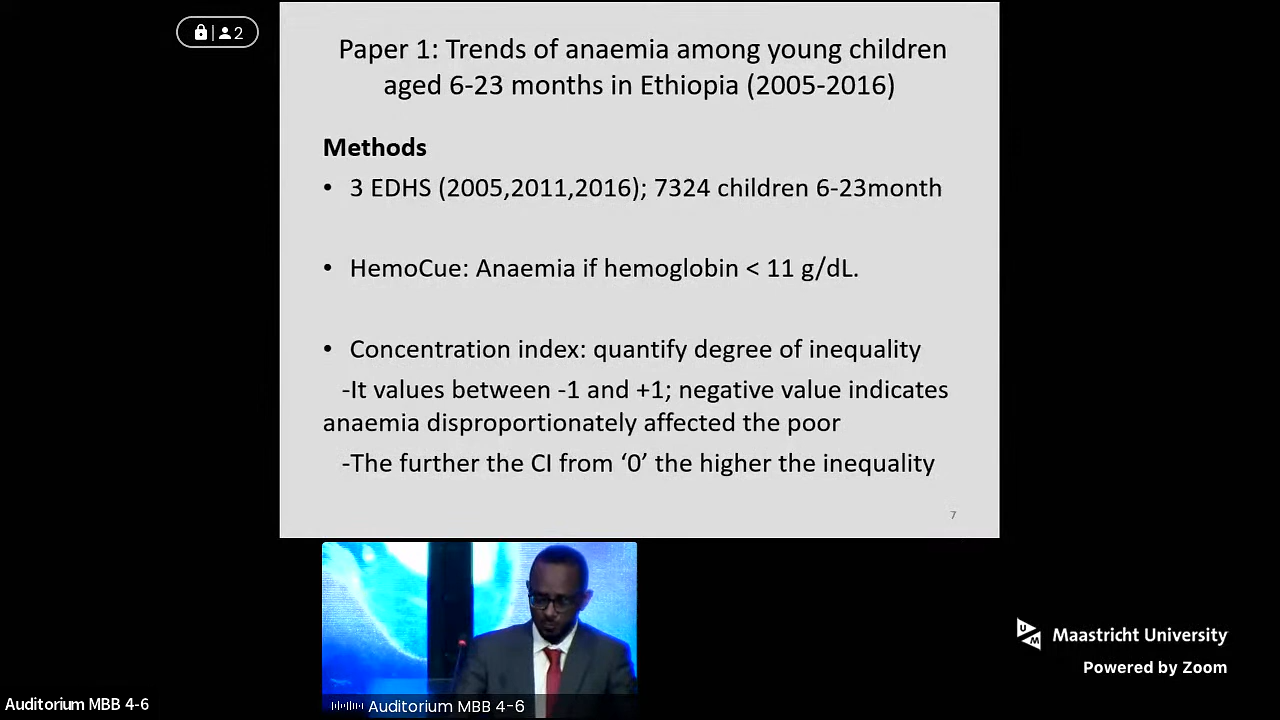 2
Paper 1: Trends of anaemia among young children
aged 6-23 months in Ethiopia (2005-2016)
Methods
• 3 EDHS (2005,2011,2016); 7324 children 6-23month
• HemoCue: Anaemia if hemoglobin < 11 g/dL.
• Concentration index: quantify degree of inequality
-It values between -1 and +1; negative value indicates
anaemia disproportionately affected the poor
-The further the CI from ‘0’ the higher the inequality
7
UM
Maastricht University
Powered by Zoom
Auditorium MBB 4-6
Auditorium MBB 4-6